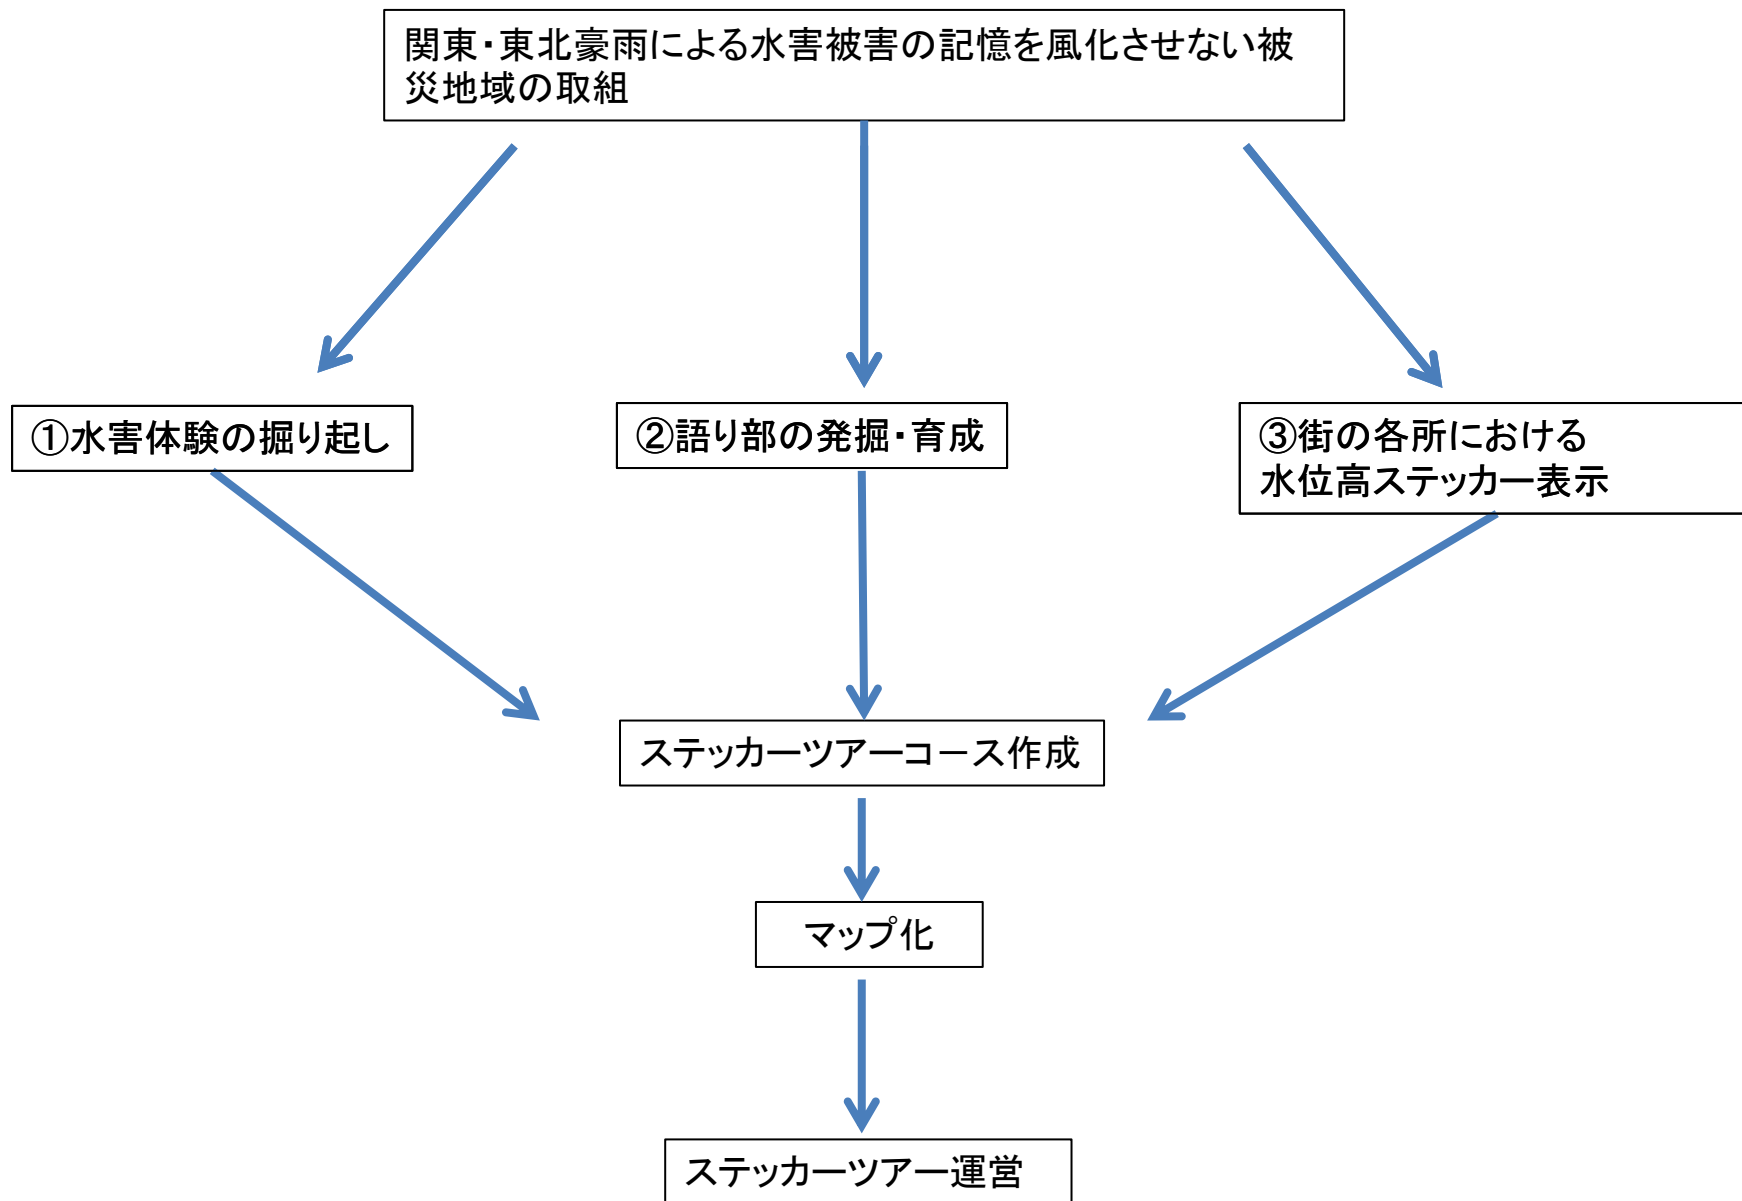 関東・東北豪雨による水害被害の記憶を風化させない被
災地域の取組
①水害体験の掘り起し
②語り部の発掘・育成
③街の各所における
水位高ステッカー表示
ステッカーツアーコース作成
マップ化
ステッカーツアー運営